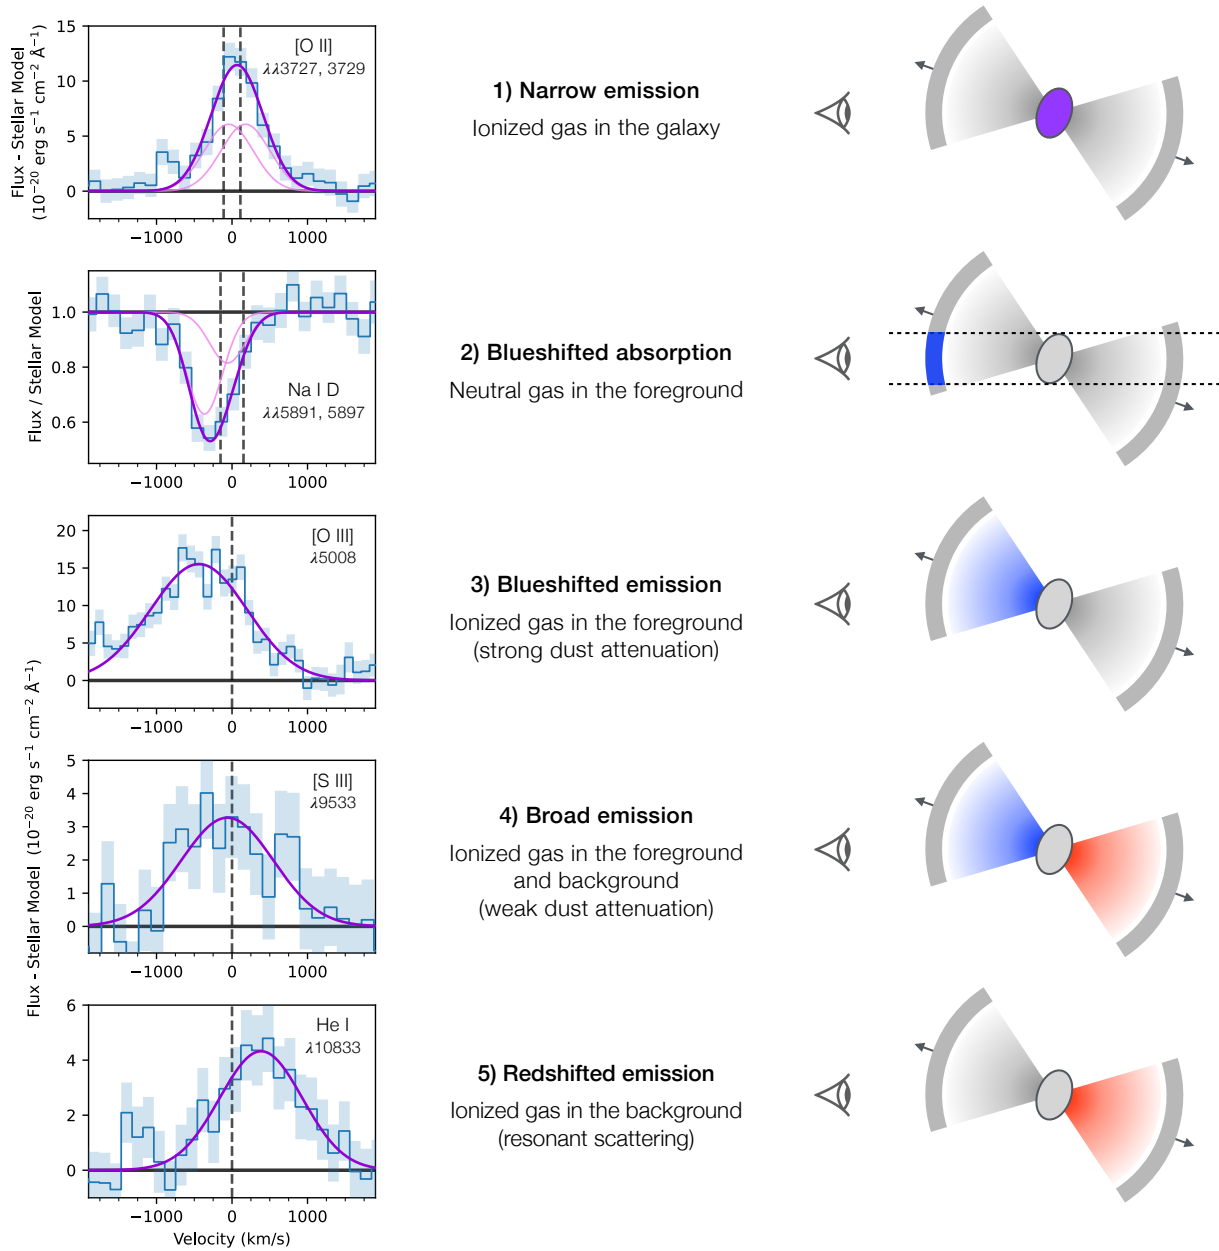 Flux - Stellar Model
(10⁻²⁰ erg s⁻¹ cm⁻² Å⁻¹)
15
10
5
0
[O II]
λλ3727, 3729
−1000
0
1000
1) Narrow emission
Ionized gas in the galaxy
Flux / Stellar Model
1.0
0.8
0.6
Na I D
λλ5891, 5897
−1000
0
1000
2) Blueshifted absorption
Neutral gas in the foreground
Flux - Stellar Model (10⁻²⁰ erg s⁻¹ cm⁻² Å⁻¹)
20
15
10
5
0
[O III]
λ5008
−1000
0
1000
3) Blueshifted emission
Ionized gas in the foreground
(strong dust attenuation)
5
4
3
2
1
0
[S III]
λ9533
−1000
0
1000
4) Broad emission
Ionized gas in the foreground
and background
(weak dust attenuation)
6
4
2
0
He I
λ10833
−1000
0
1000
Velocity (km/s)
5) Redshifted emission
Ionized gas in the background
(resonant scattering)